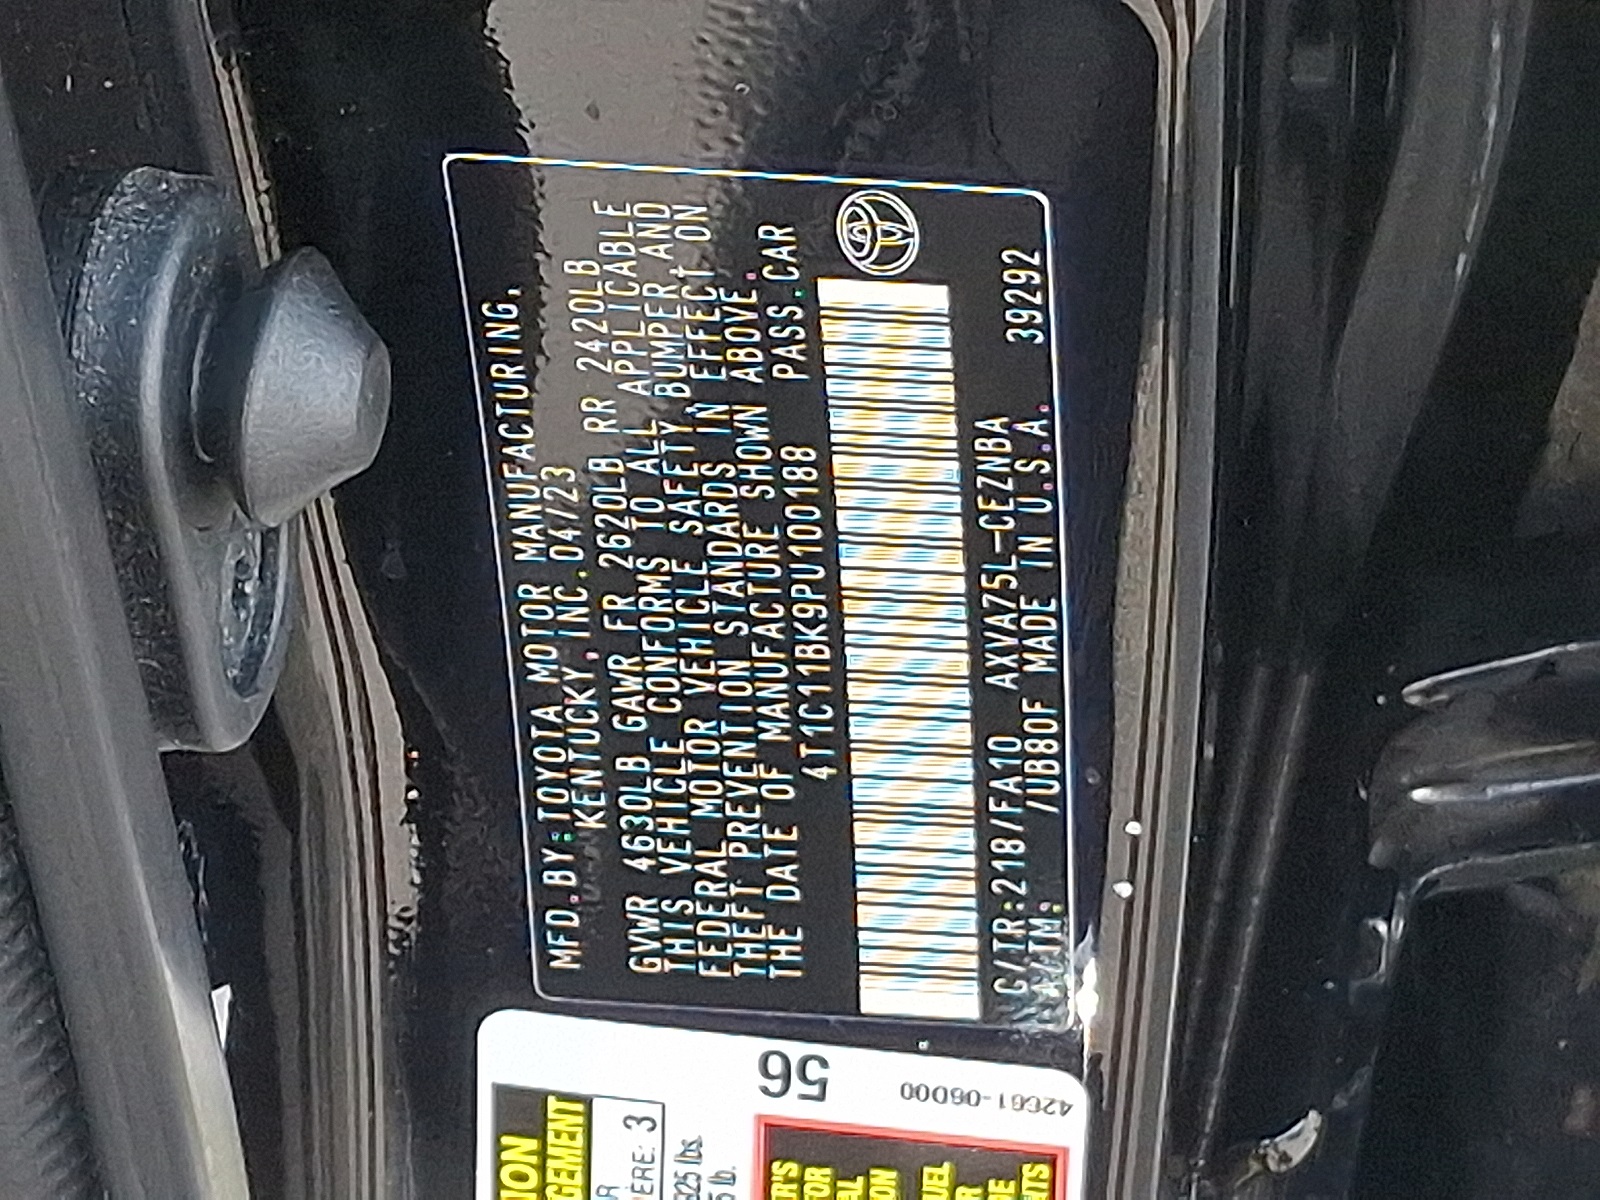 MFD.BY:TOYOTA MOTOR MANUFACTURING,
KENTUCKY, INC.04/23
GVWR 4630LB GAWR FR 2620LB RR 2420LB
THIS VEHICLE CONFORMS TO ALL APPLICABLE
FEDERAL MOTOR VEHICLE SAFETY, BUMPER, AND
THEFT PREVENTION STANDARDS IN EFFECT ON
THE DATE OF MANUFACTURE SHOWN ABOVE.
4T1C11BK9PU100188 PASS.CAR
C/TR:218/FA10 AXVA75L-CEZNBA 39292
/UB80F MADE IN U.S.A.
56
42661-06D00
3